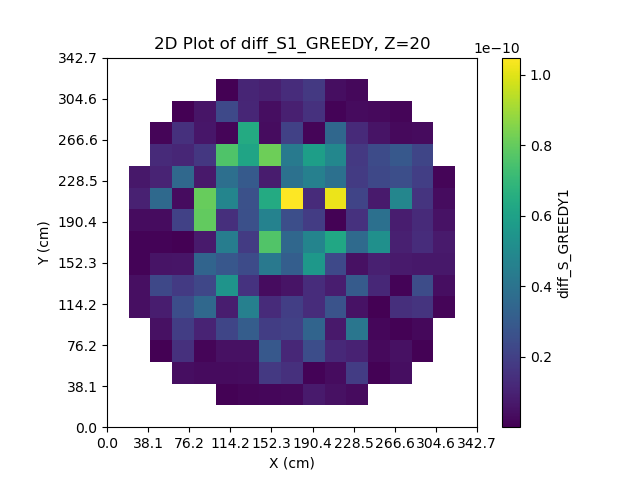 2D Plot of diff_S1_GREEDY, Z=20
1e−10
342.7
304.6
266.6
228.5
190.4
152.3
114.2
76.2
38.1
0.0
Y (cm)
0.0 38.1 76.2 114.2 152.3 190.4 228.5 266.6 304.6 342.7
X (cm)
1.0
0.8
0.6
0.4
0.2
diff_S_GREEDY1